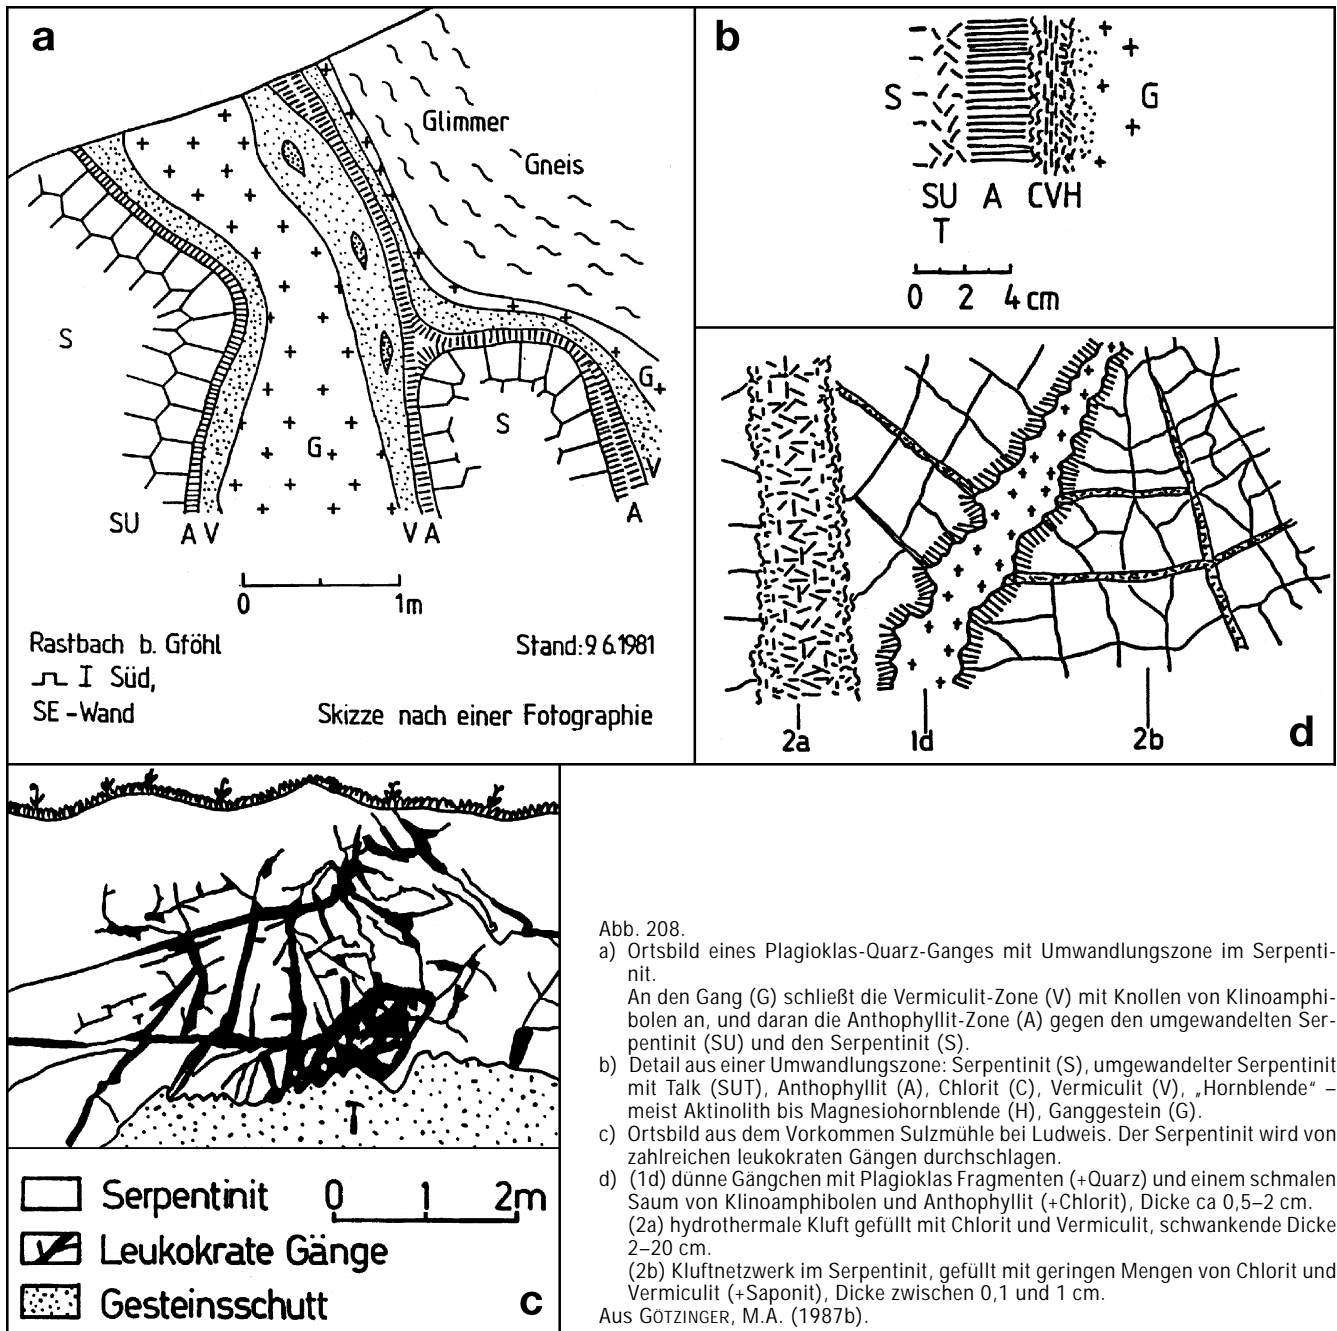 a
Glimmer
Gneis
S
S
G
G
SU
A V
V A
A
V
0 1m
Rastbach b. Gföhl
I Süd,
SE-Wand
Stand: 9.6.1981
Skizze nach einer Fotographie
b
S
G
SU A CVH
T
0 2 4 cm
2a
1d
2b
d
T
Serpentinit
0 1 2m
Leukokrate Gänge
Gesteinsschutt
c
Abb. 208.
a) Ortsbild eines Plagioklas-Quarz-Ganges mit Umwandlungszone im Serpenti-
nit.
An den Gang (G) schließt die Vermiculit-Zone (V) mit Knollen von Klinoamphi-
bolen an, und daran die Anthophyllit-Zone (A) gegen den umgewandelten Ser-
pentinit (SU) und den Serpentinit (S).
b) Detail aus einer Umwandlungszone: Serpentinit (S), umgewandelter Serpentinit
mit Talk (SUT), Anthophyllit (A), Chlorit (C), Vermiculit (V), „Hornblende“ –
meist Aktinolith bis Magnesiohornblende (H), Ganggestein (G).
c) Ortsbild aus dem Vorkommen Sulzmühle bei Ludweis. Der Serpentinit wird von
zahlreichen leukokraten Gängen durchschlagen.
d) (1d) dünne Gängchen mit Plagioklas Fragmenten (+Quarz) und einem schmalen
Saum von Klinoamphibolen und Anthophyllit (+Chlorit), Dicke ca 0,5–2 cm.
(2a) hydrothermale Kluft gefüllt mit Chlorit und Vermiculit, schwankende Dicke
2–20 cm.
(2b) Kluftnetzwerk im Serpentinit, gefüllt mit geringen Mengen von Chlorit und
Vermiculit (+Saponit), Dicke zwischen 0,1 und 1 cm.
Aus GÖTZINGER, M.A. (1987b).